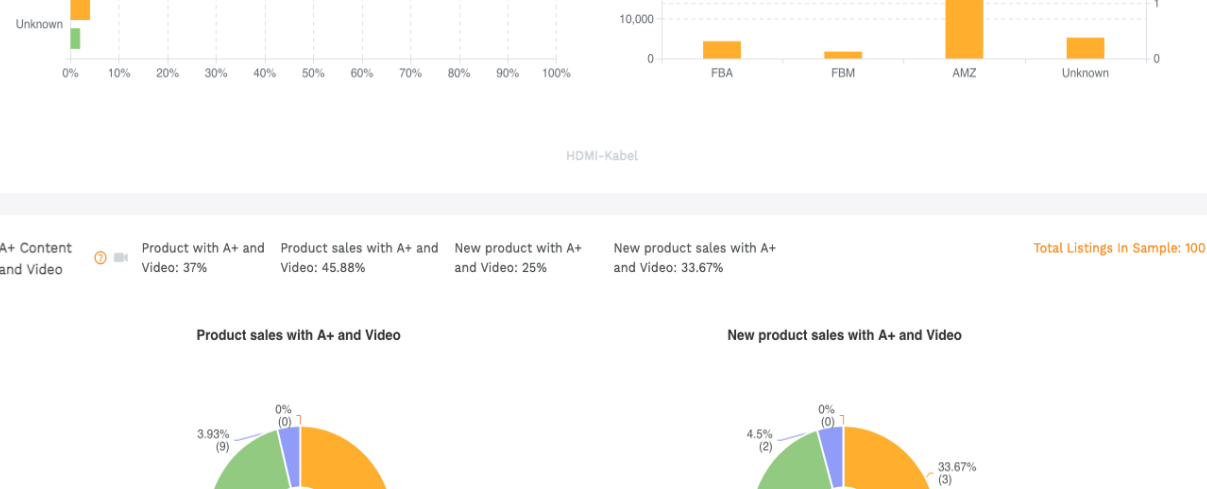 Unknown
0% 10% 20% 30% 40% 50% 60% 70% 80% 90% 100%
10,000
0
1
0
FBA FBM AMZ Unknown
HDMI-Kabel
A+ Content
and Video
?
Product with A+ and
Video: 37%
Product sales with A+ and
Video: 45.88%
New product with A+
and Video: 25%
New product sales with A+
and Video: 33.67%
Total Listings In Sample: 100
Product sales with A+ and Video
0%
(0)
3.93%
(9)
New product sales with A+ and Video
0%
(0)
4.5%
(2)
33.67%
(3)